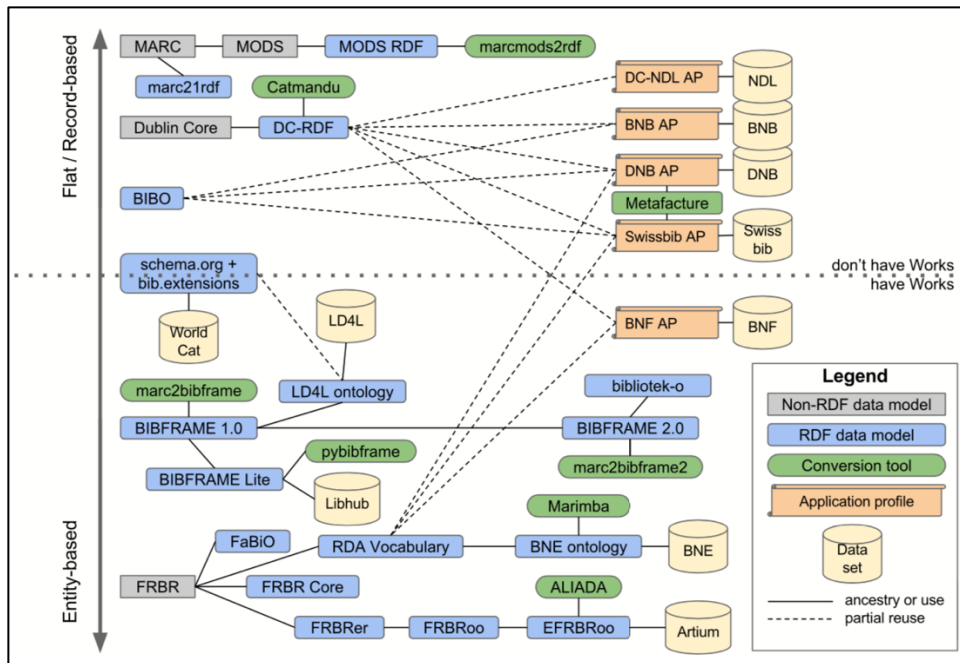 Flat / Record-based
MARC
MODS
MODS RDF
marcmods2rdf
marc21rdf
Catmandu
DC-NDL AP
NDL
Dublin Core
DC-RDF
BNB AP
BNB
DNB AP
DNB
BIBO
Metafacture
Swissbib AP
Swiss
bib
schema.org +
bib.extensions
don't have Works
have Works
World
Cat
LD4L
BNF AP
BNF
marc2bibframe
LD4L ontology
bibliotek-o
BIBFRAME 1.0
BIBFRAME 2.0
pybibframe
marc2bibframe2
BIBFRAME Lite
Libhub
Marimba
FaBiO
RDA Vocabulary
BNE ontology
BNE
FRBR
FRBR Core
ALIADA
FRBRer
FRBRoo
EFRBRoo
Artium
Entity-based
Legend
Non-RDF data model
RDF data model
Conversion tool
Application profile
Data
set
ancestry or use
partial reuse